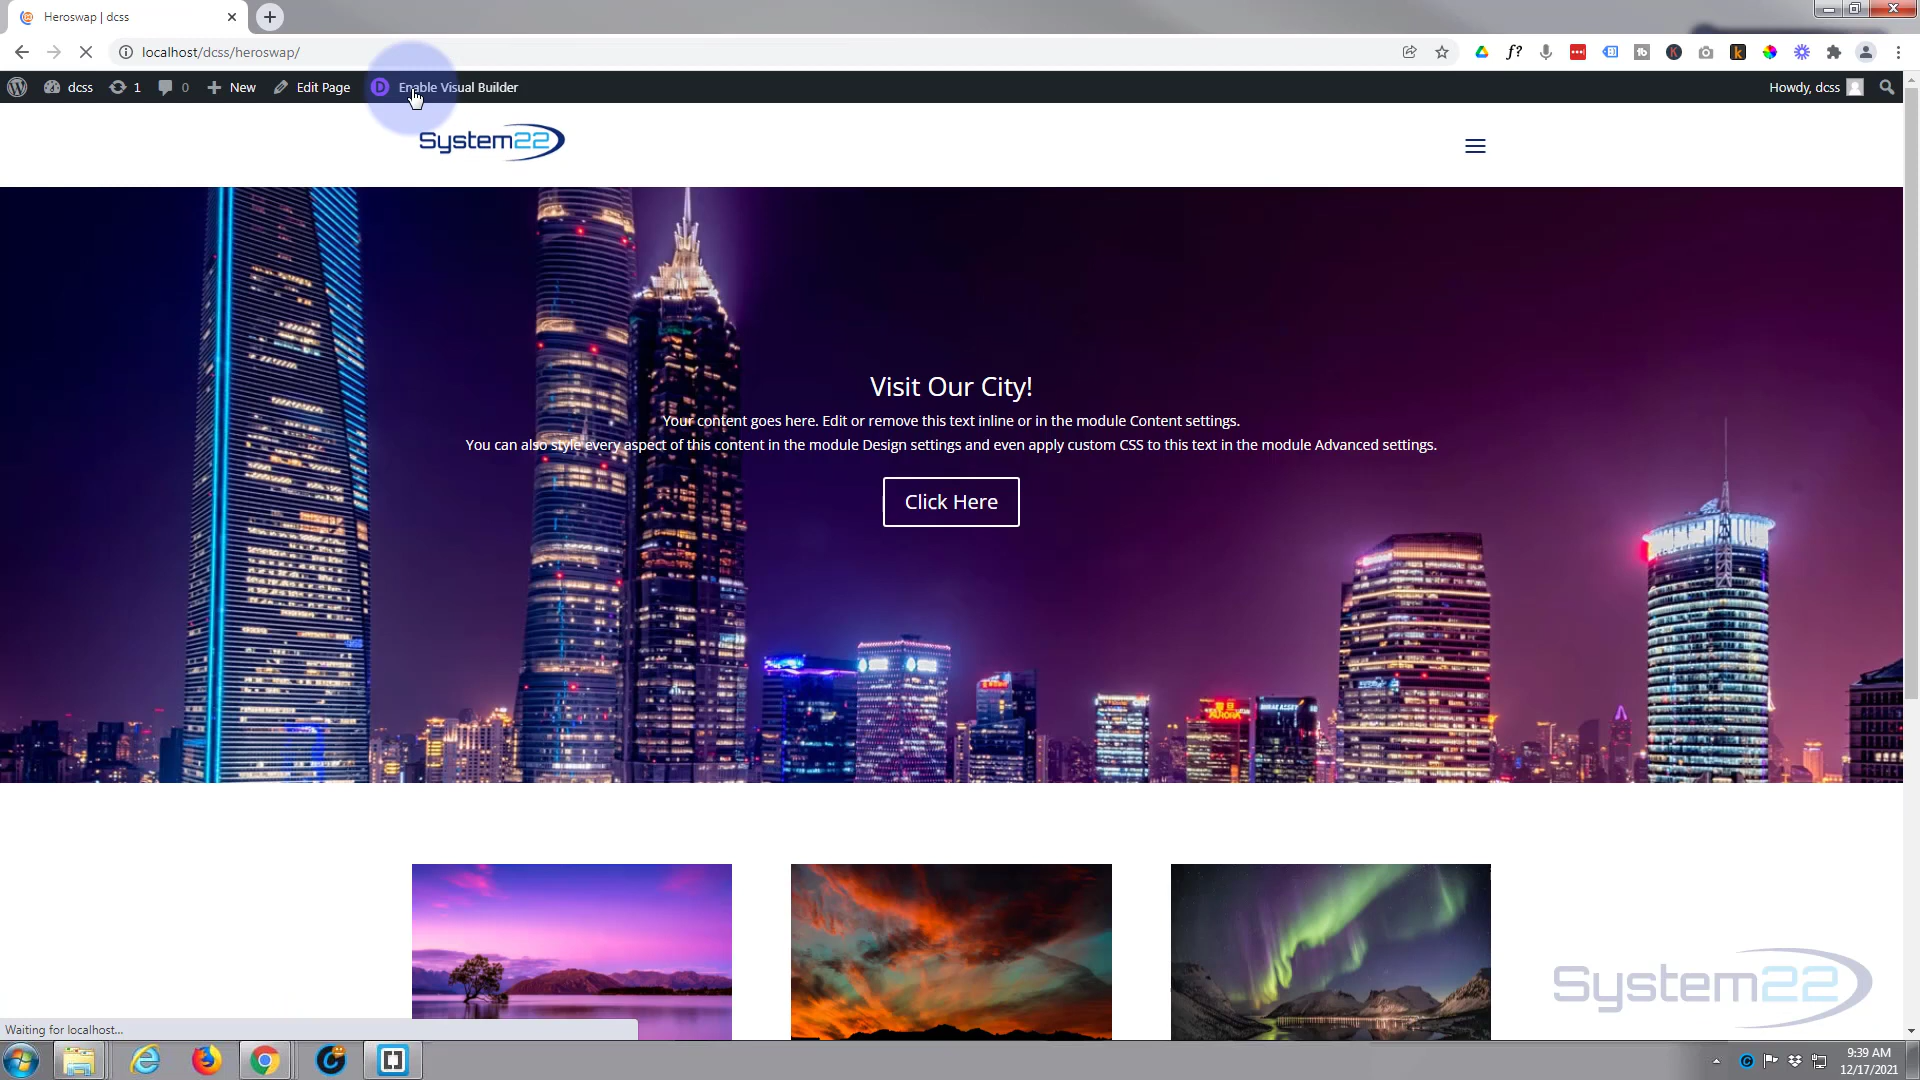 Heroswap | dcss
localhost/dcss/heroswap/
dcss 1 0 New Edit Page Enable Visual Builder Howdy, dcss
System22
Visit Our City!
Your content goes here. Edit or remove this text inline or in the module Content settings.
You can also style every aspect of this content in the module Design settings and even apply custom CSS to this text in the module Advanced settings.
Click Here
AURORA
System22
Waiting for localhost...
9:39 AM
12/17/2021